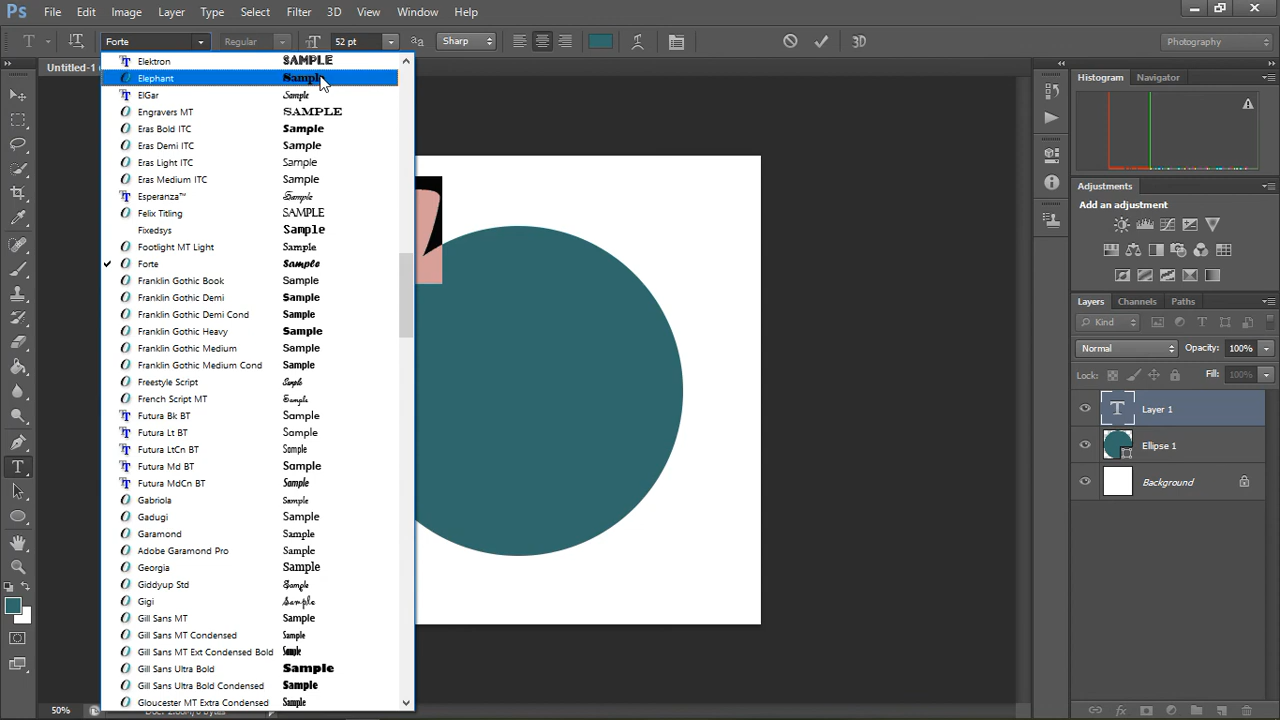 Ps File Edit Image Layer Type Select Filter 3D View Window Help
T Forte Regular 52 pt aa Sharp 3D Photography
Untitled-1
Elektron SAMPLE
Elephant Sample
ElGar Sample
Engravers MT SAMPLE
Eras Bold ITC Sample
Eras Demi ITC Sample
Eras Light ITC Sample
Eras Medium ITC Sample
Esperanza™ Sample
Felix Titling SAMPLE
Fixedsys Sample
Footlight MT Light Sample
Forte Sample
Franklin Gothic Book Sample
Franklin Gothic Demi Sample
Franklin Gothic Demi Cond Sample
Franklin Gothic Heavy Sample
Franklin Gothic Medium Sample
Franklin Gothic Medium Cond Sample
Freestyle Script Sample
French Script MT Sample
Futura Bk BT Sample
Futura Lt BT Sample
Futura LtCn BT Sample
Futura Md BT Sample
Futura MdCn BT Sample
Gabriola Sample
Gadugi Sample
Garamond Sample
Adobe Garamond Pro Sample
Georgia Sample
Giddyup Std Sample
Gigi Sample
Gill Sans MT Sample
Gill Sans MT Condensed Sample
Gill Sans MT Ext Condensed Bold Sample
Gill Sans Ultra Bold Sample
Gill Sans Ultra Bold Condensed Sample
Gloucester MT Extra Condensed Sample
50%
Histogram Navigator
Adjustments
Add an adjustment
Layers Channels Paths
Kind
Normal Opacity: 100%
Lock: Fill: 100%
T Layer 1
Ellipse 1
Background